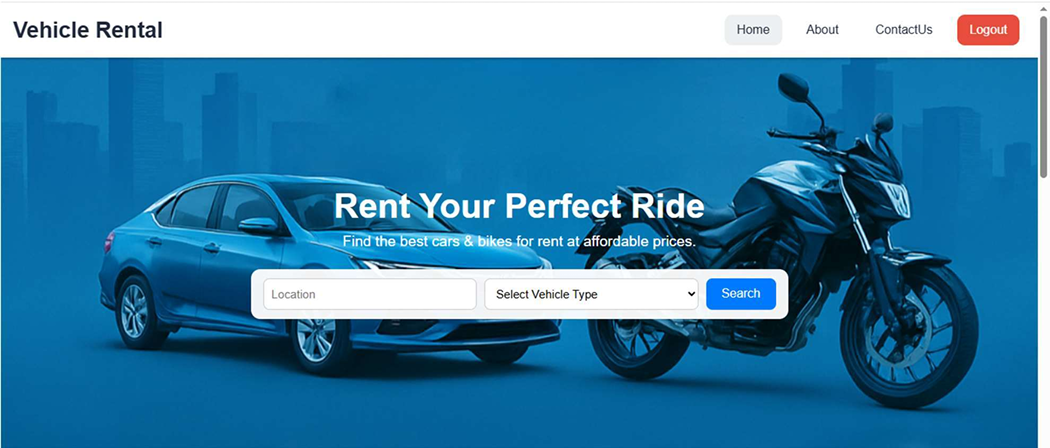 Vehicle Rental
Home About ContactUs Logout
Rent Your Perfect Ride
Find the best cars & bikes for rent at affordable prices.
Location Select Vehicle Type Search